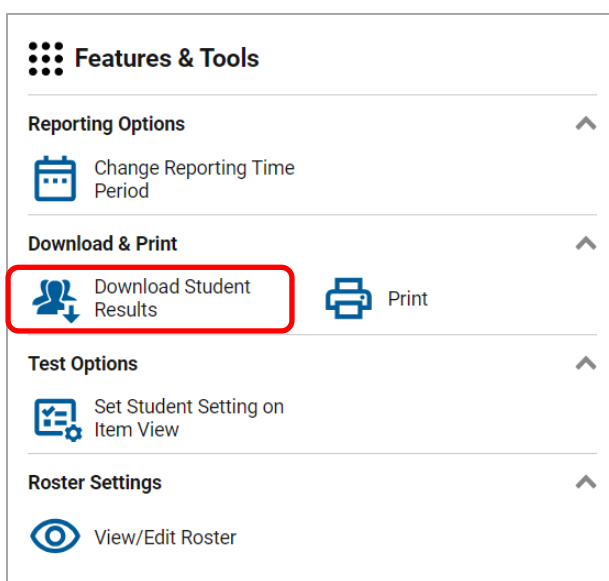 Features & Tools
Reporting Options
Change Reporting Time
Period
Download & Print
Download Student
Results
Print
Test Options
Set Student Setting on
Item View
Roster Settings
View/Edit Roster